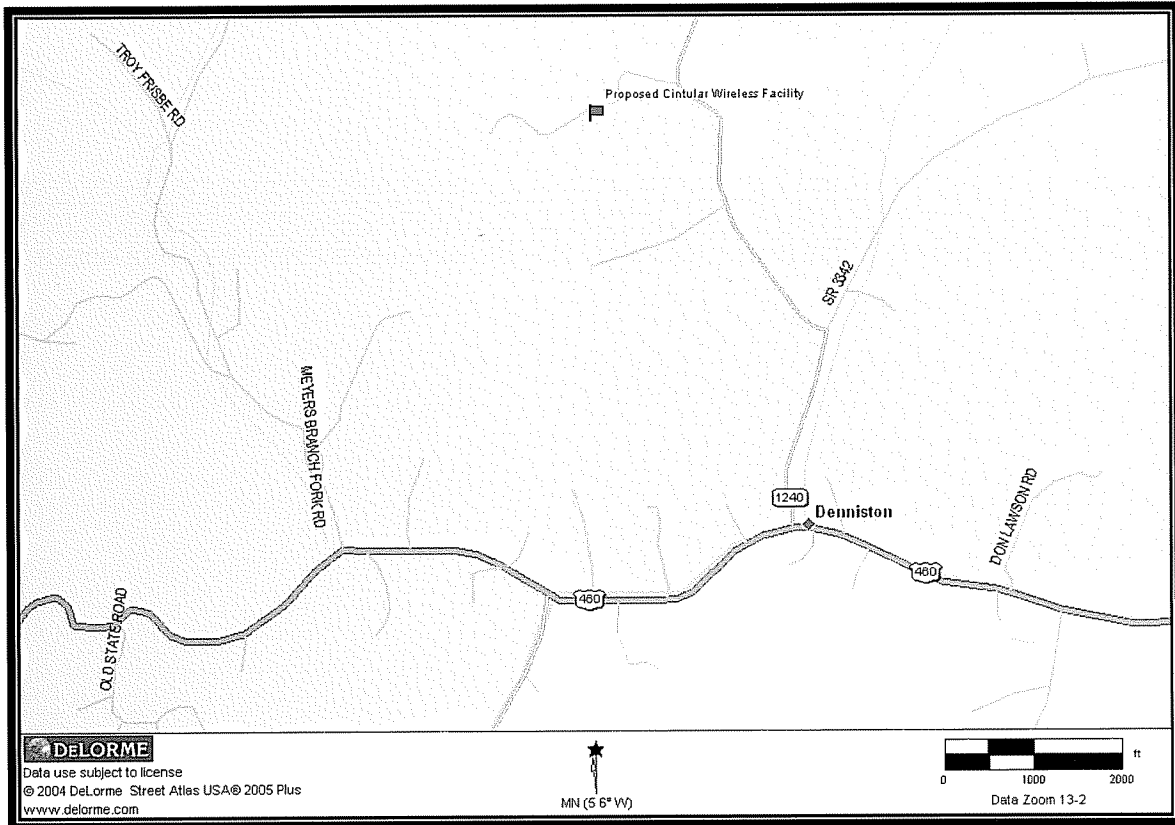 TROY FRISBE RD
Proposed Cintular Wireless Facility
SR 3342
MEYERS BRANCH FORK RD
1240
Denniston
DON LAWSON RD
460
460
OLD STATE ROAD
DELORME
Data use subject to license
© 2004 DeLorme Street Atlas USA® 2005 Plus
www.delorme.com
MN (5 6° W)
ft
0 1000 2000
Data Zoom 13-2